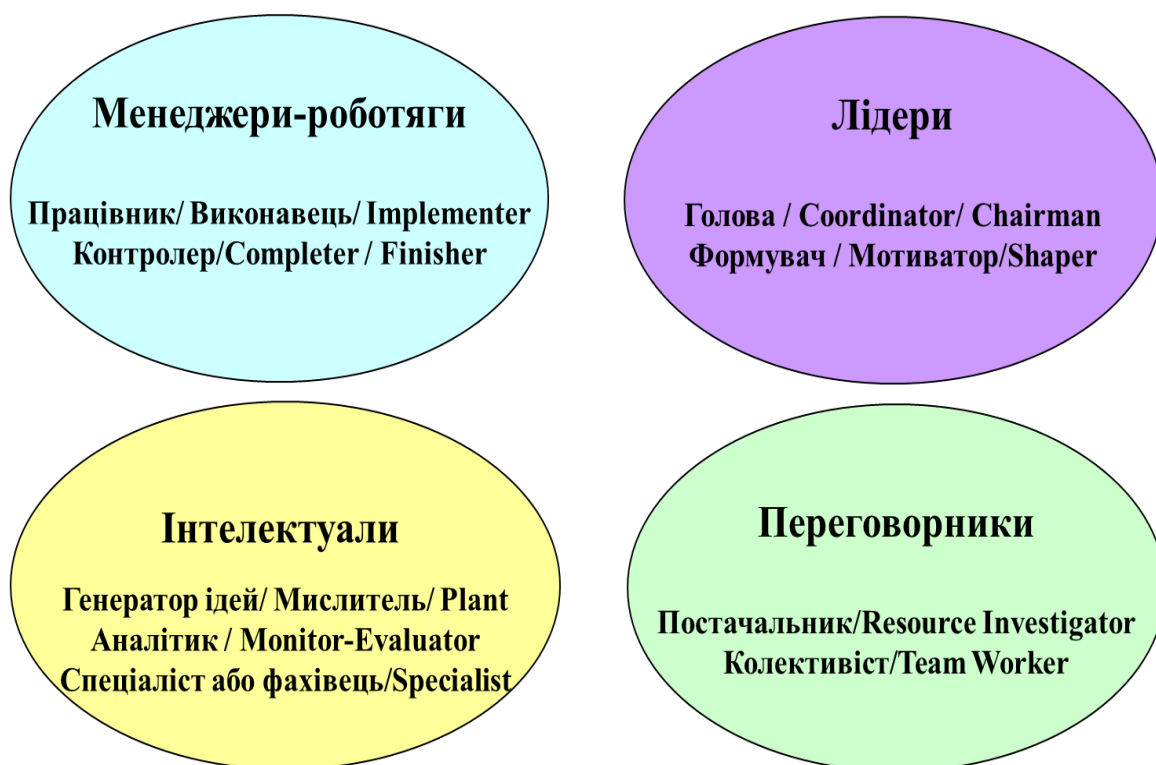 Менеджери-роботяги
Працівник/ Виконавець/ Implementer
Контролер/Completer / Finisher
Лідери
Голова / Coordinator/ Chairman
Формувач / Мотиватор/Shaper
Інтелектуали
Генератор ідей/ Мислитель/ Plant
Аналітик / Monitor-Evaluator
Спеціаліст або фахівець/Specialist
Переговорники
Постачальник/Resource Investigator
Колективіст/Team Worker